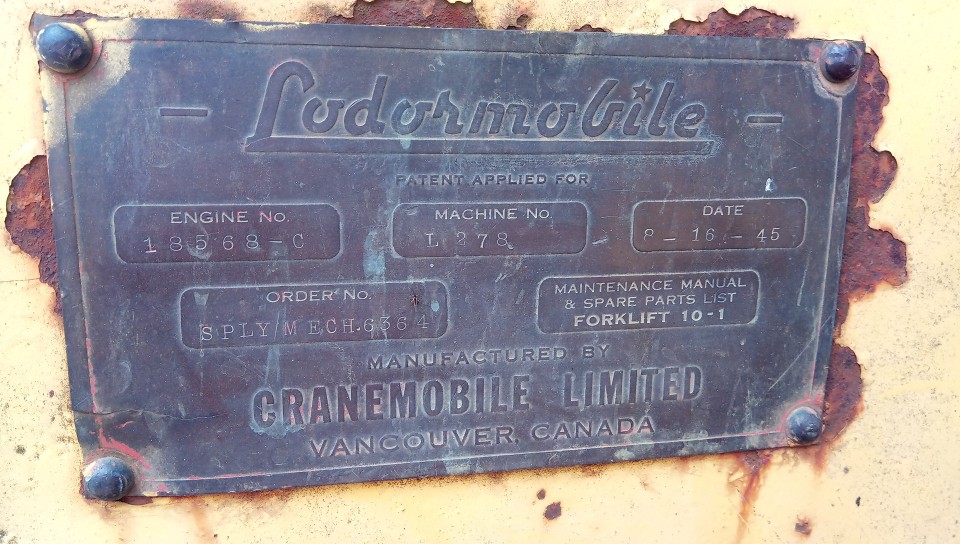 — Lodormobile —
PATENT APPLIED FOR
ENGINE No.
18568-C
MACHINE No.
L 278
DATE
8 - 16 - 45
ORDER No.
SPLY/MECH.6364
MAINTENANCE MANUAL
& SPARE PARTS LIST
FORKLIFT 10-1
MANUFACTURED BY
CRANEMOBILE LIMITED
VANCOUVER, CANADA